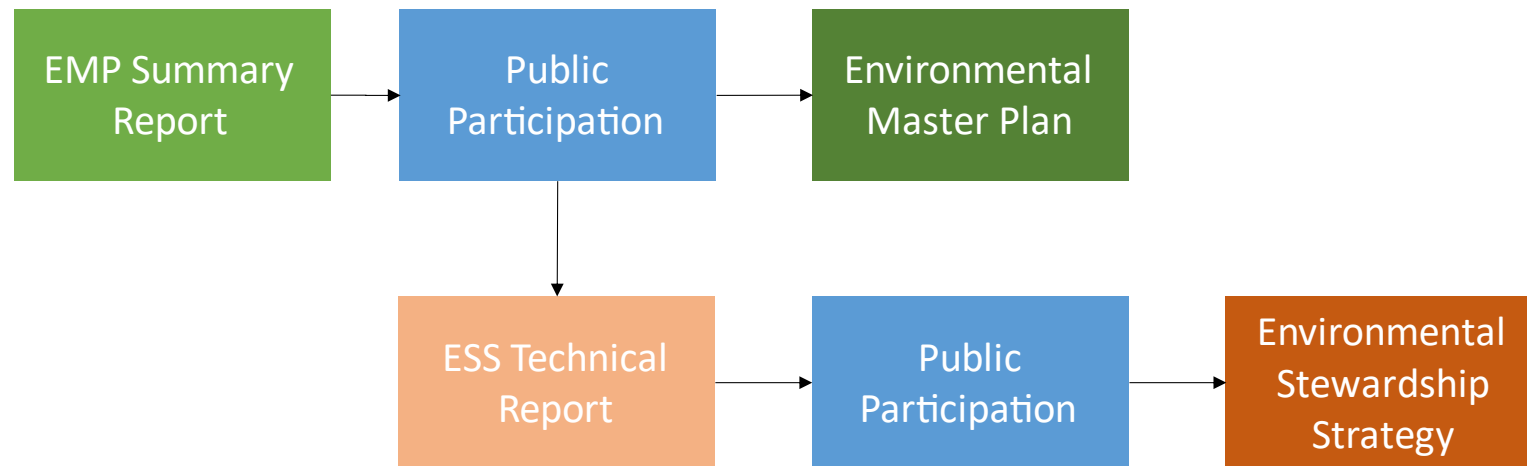 EMP Summary
Report
Public
Participation
Environmental
Master Plan
ESS Technical
Report
Public
Participation
Environmental
Stewardship
Strategy